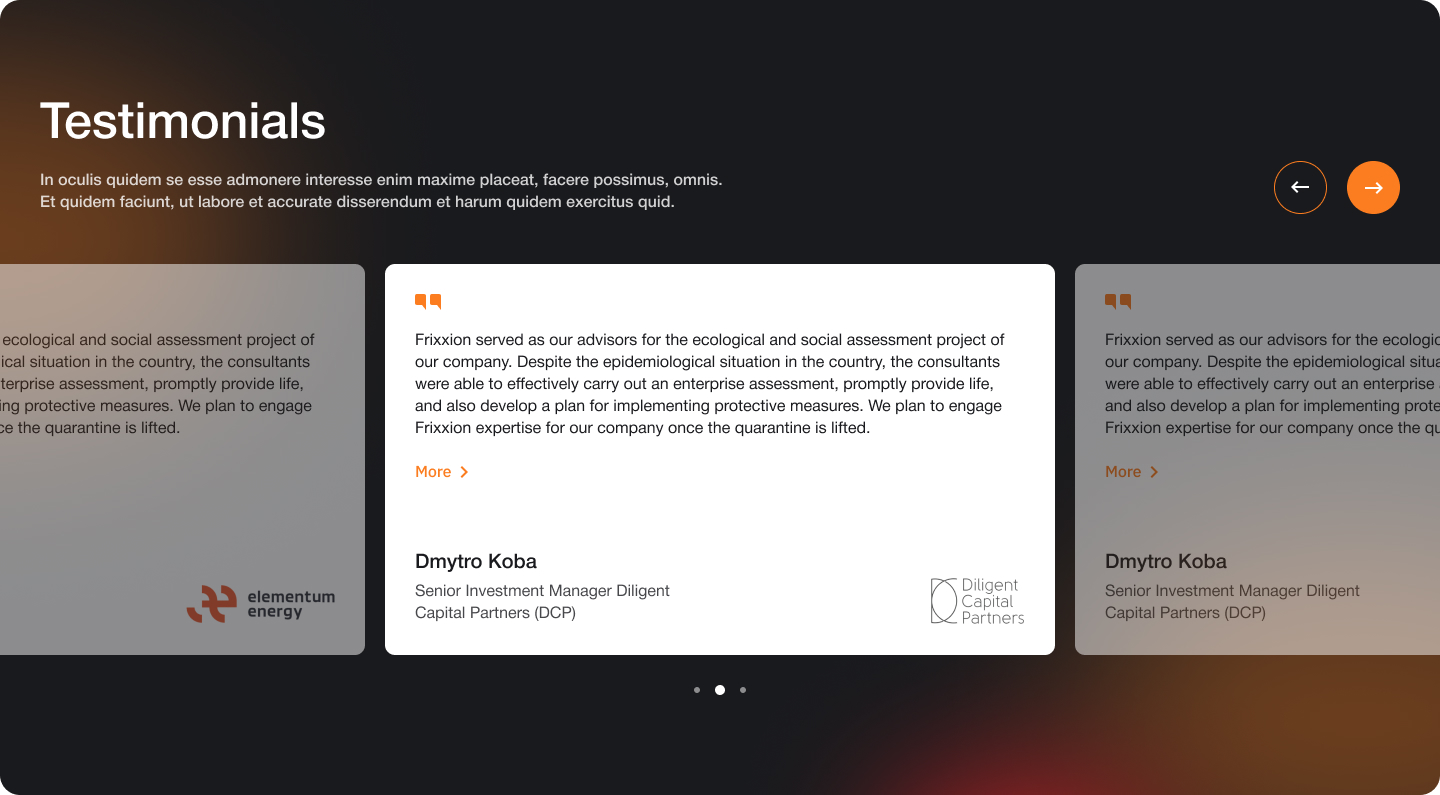 Testimonials
In oculis quidem se esse admonere interesse enim maxime placeat, facere possimus, omnis.
Et quidem faciunt, ut labore et accurate disserendum et harum quidem exercitus quid.
ecological and social assessment project of
ical situation in the country, the consultants
terprise assessment, promptly provide life,
ing protective measures. We plan to engage
ce the quarantine is lifted.
elementum
energy
Frixxion served as our advisors for the ecological and social assessment project of
our company. Despite the epidemiological situation in the country, the consultants
were able to effectively carry out an enterprise assessment, promptly provide life,
and also develop a plan for implementing protective measures. We plan to engage
Frixxion expertise for our company once the quarantine is lifted.
More
Dmytro Koba
Senior Investment Manager Diligent
Capital Partners (DCP)
Diligent
Capital
Partners
Frixxion served as our advisors for the ecologic
our company. Despite the epidemiological situa
were able to effectively carry out an enterprise
and also develop a plan for implementing prote
Frixxion expertise for our company once the qu
More
Dmytro Koba
Senior Investment Manager Diligent
Capital Partners (DCP)